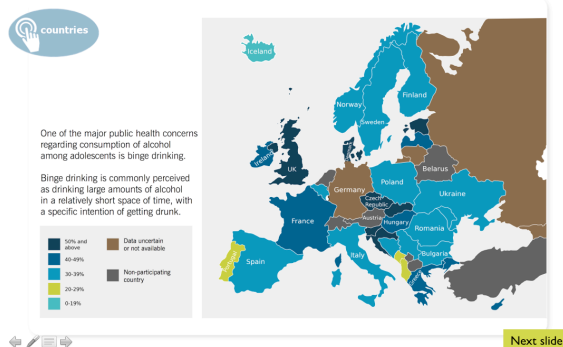 countries
One of the major public health concerns
regarding consumption of alcohol
among adolescents is binge drinking.
Binge drinking is commonly perceived
as drinking large amounts of alcohol
in a relatively short space of time, with
a specific intention of getting drunk.
50% and
above
40-49%
30-39%
20-29%
0-19%
Data uncertain
or not available
Non-participating
country
Iceland
Norway
Sweden
Finland
Ireland
UK
Belarus
Germany
Poland
Ukraine
Czech
Republic
Austria
Hungary
France
Romania
Bulgaria
Italy
Portugal
Spain
Greece
Next slide